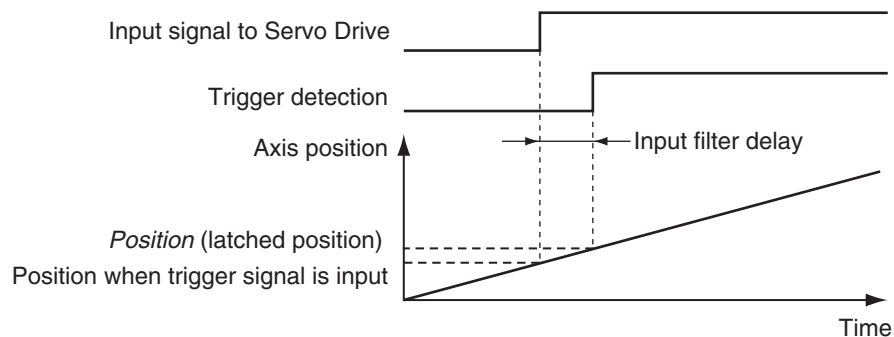 Input signal to Servo Drive
Trigger detection
Input filter delay
Axis position
Position (latched position)
Position when trigger signal is input
Time